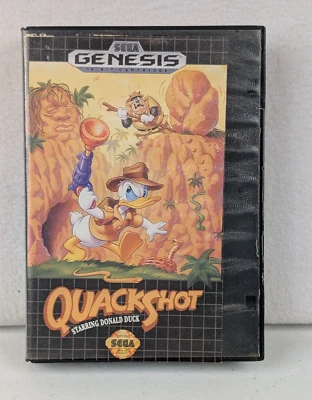 SEGA
GENESIS
16-BIT CARTRIDGE
QUACKSHOT
STARRING DONALD DUCK
SEGA